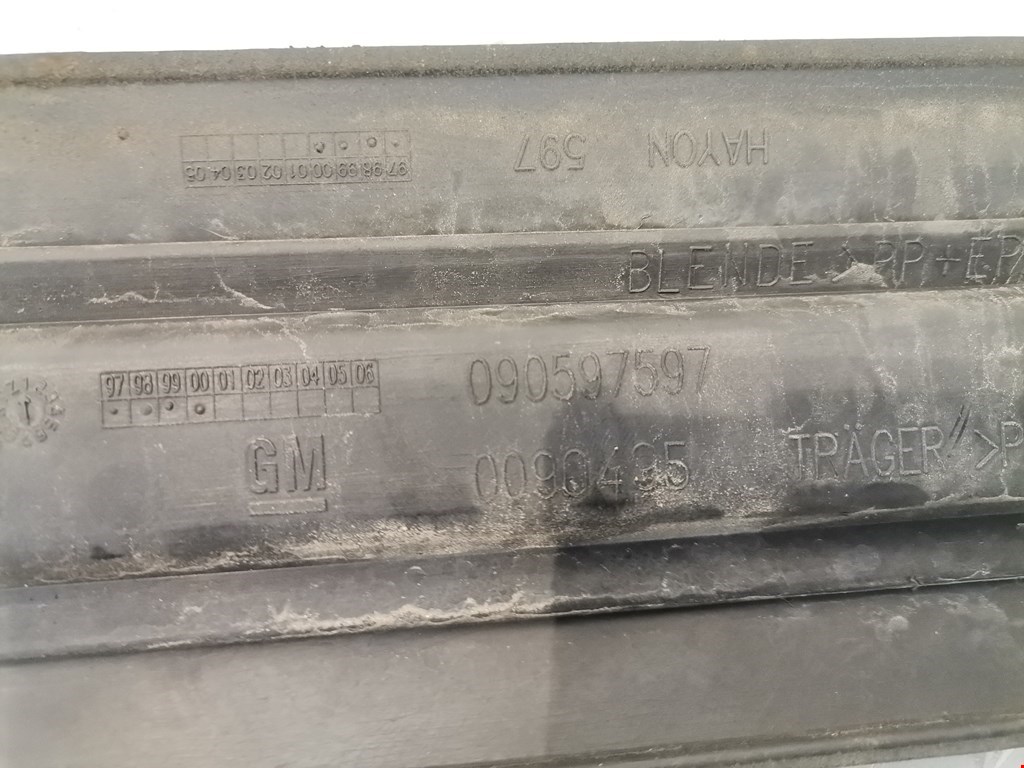 HAYON 597
97 98 99 00 01 02 03 04 05
BLENDE >PP+EP
97 98 99 00 01 02 03 04 05 06
090597597
GM
0090495
TRÄGER >P